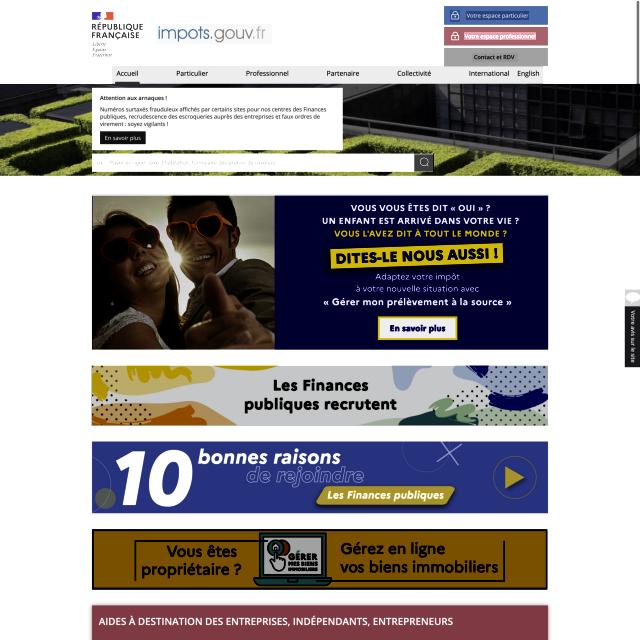 RÉPUBLIQUE
FRANÇAISE
Liberté
Égalité
Fraternité
impots.gouv.fr
Votre espace particulier
Votre espace professionnel
Contact et RDV
Accueil
Particulier
Professionnel
Partenaire
Collectivité
International
English
Attention aux arnaques !
Numéros surtaxés frauduleux affichés par certains sites pour nos centres des Finances
publiques, recrudescence des escroqueries auprès des entreprises et faux ordres de
virement : soyez vigilants !
En savoir plus
VOUS VOUS ÊTES DIT « OUI » ?
UN ENFANT EST ARRIVÉ DANS VOTRE VIE ?
VOUS L'AVEZ DIT À TOUT LE MONDE ?
DITES-LE NOUS AUSSI !
Adaptez votre impôt
à votre nouvelle situation avec
« Gérer mon prélèvement à la source »
En savoir plus
Votre avis sur le site
Les Finances
publiques recrutent
10 bonnes raisons
de rejoindre
Les Finances publiques
Vous êtes
propriétaire ?
GÉRER
MES BIENS
IMMOBILIERS
Gérez en ligne
vos biens immobiliers
AIDES À DESTINATION DES ENTREPRISES, INDÉPENDANTS, ENTREPRENEURS